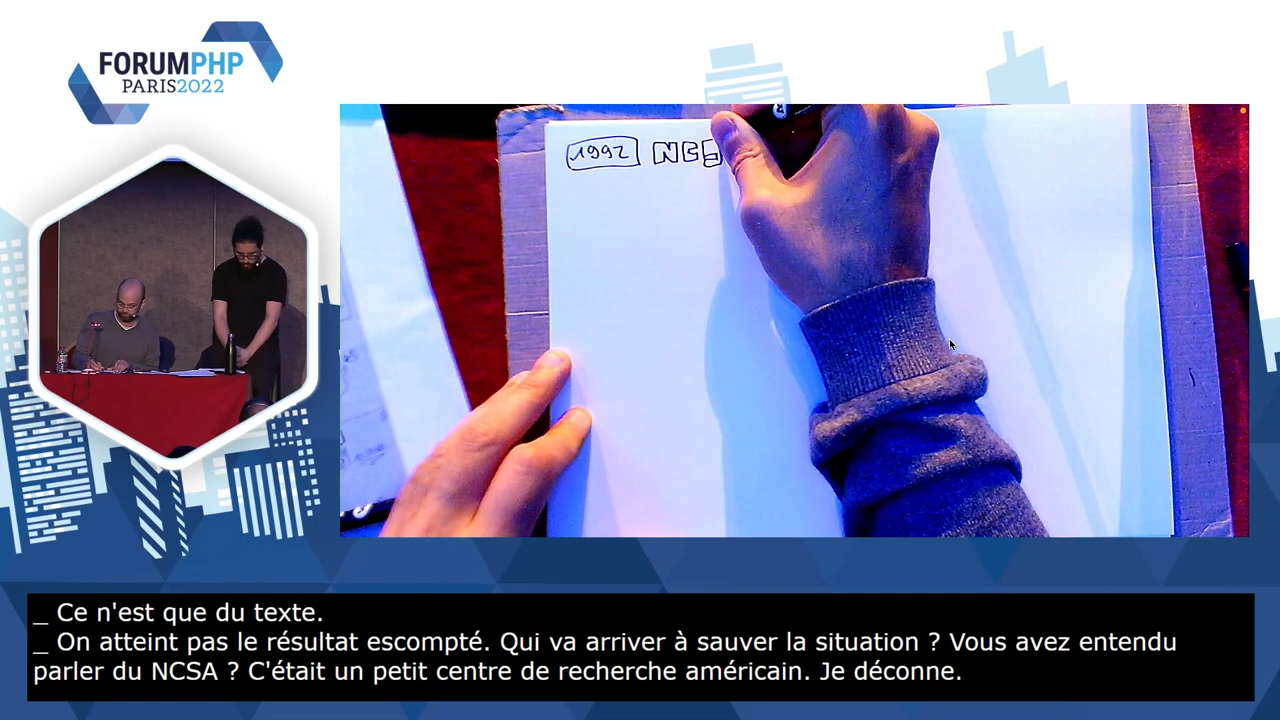 FORUMPHP
PARIS2022
1992 NCS
_ Ce n'est que du texte.
_ On atteint pas le résultat escompté. Qui va arriver à sauver la situation ? Vous avez entendu
parler du NCSA ? C'était un petit centre de recherche américain. Je déconne.